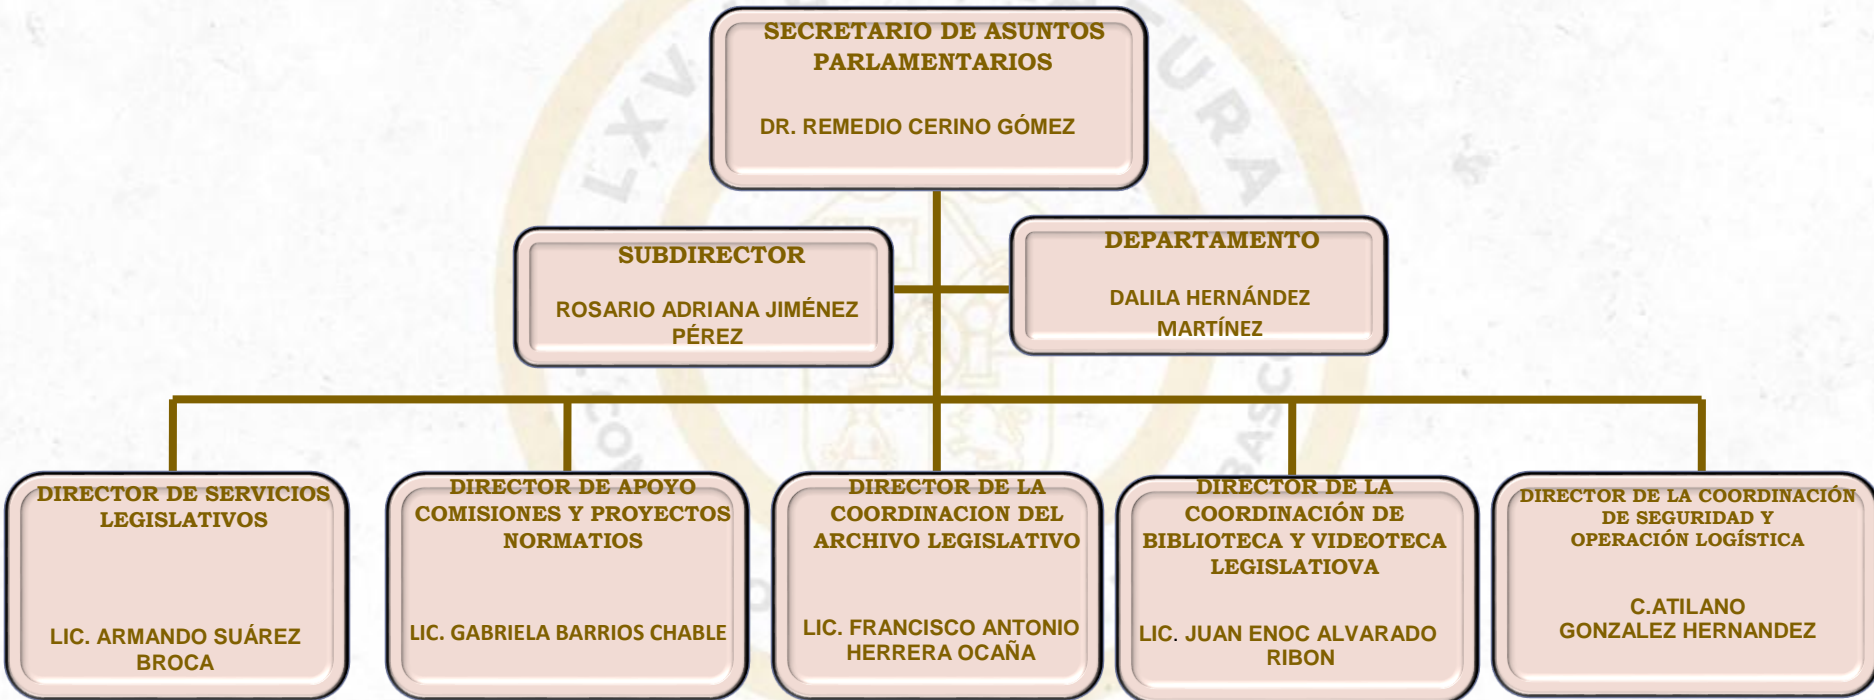 SECRETARIO DE ASUNTOS
PARLAMENTARIOS
DR. REMEDIO CERINO GÓMEZ
SUBDIRECTOR
ROSARIO ADRIANA JIMÉNEZ
PÉREZ
DEPARTAMENTO
DALILA HERNÁNDEZ
MARTÍNEZ
DIRECTOR DE SERVICIOS
LEGISLATIVOS
LIC. ARMANDO SUÁREZ
BROCA
DIRECTOR DE APOYO
COMISIONES Y PROYECTOS
NORMATIOS
LIC. GABRIELA BARRIOS CHABLE
DIRECTOR DE LA
COORDINACION DEL
ARCHIVO LEGISLATIVO
LIC. FRANCISCO ANTONIO
HERRERA OCAÑA
DIRECTOR DE LA
COORDINACIÓN DE
BIBLIOTECA Y VIDEOTECA
LEGISLATIOVA
LIC. JUAN ENOC ALVARADO
RIBON
DIRECTOR DE LA COORDINACIÓN
DE SEGURIDAD Y
OPERACIÓN LOGÍSTICA
C.ATILANO
GONZALEZ HERNANDEZ